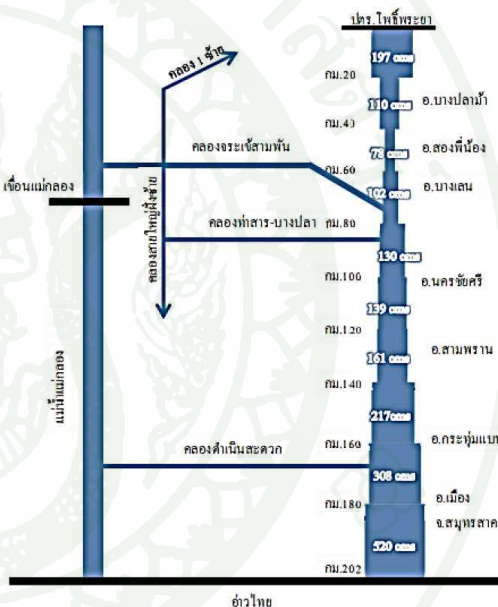 ปตร.โพธิ์พระยา
197 cms
กม.20
คลอง 1 ซ้าย
110 cms
อ.บางปลาม้า
กม.40
คลองจระเข้สามพัน
78 cms
อ.สองพี่น้อง
กม.60
เขื่อนแม่กลอง
102 cms
อ.บางเลน
คลองสายใหญ่ฝั่งซ้าย
คลองท่าสาร-บางปลา
กม.80
130 cms
กม.100
อ.นครชัยศรี
139 cms
กม.120
161 cms
อ.สามพราน
แม่น้ำแม่กลอง
กม.140
217cms
อ.กระทุ่มแบน
กม.160
คลองดำเนินสะดวก
308 cms
อ.เมือง
กม.180
จ.สมุทรสาค
520 cms
กม.202
อ่าวไทย